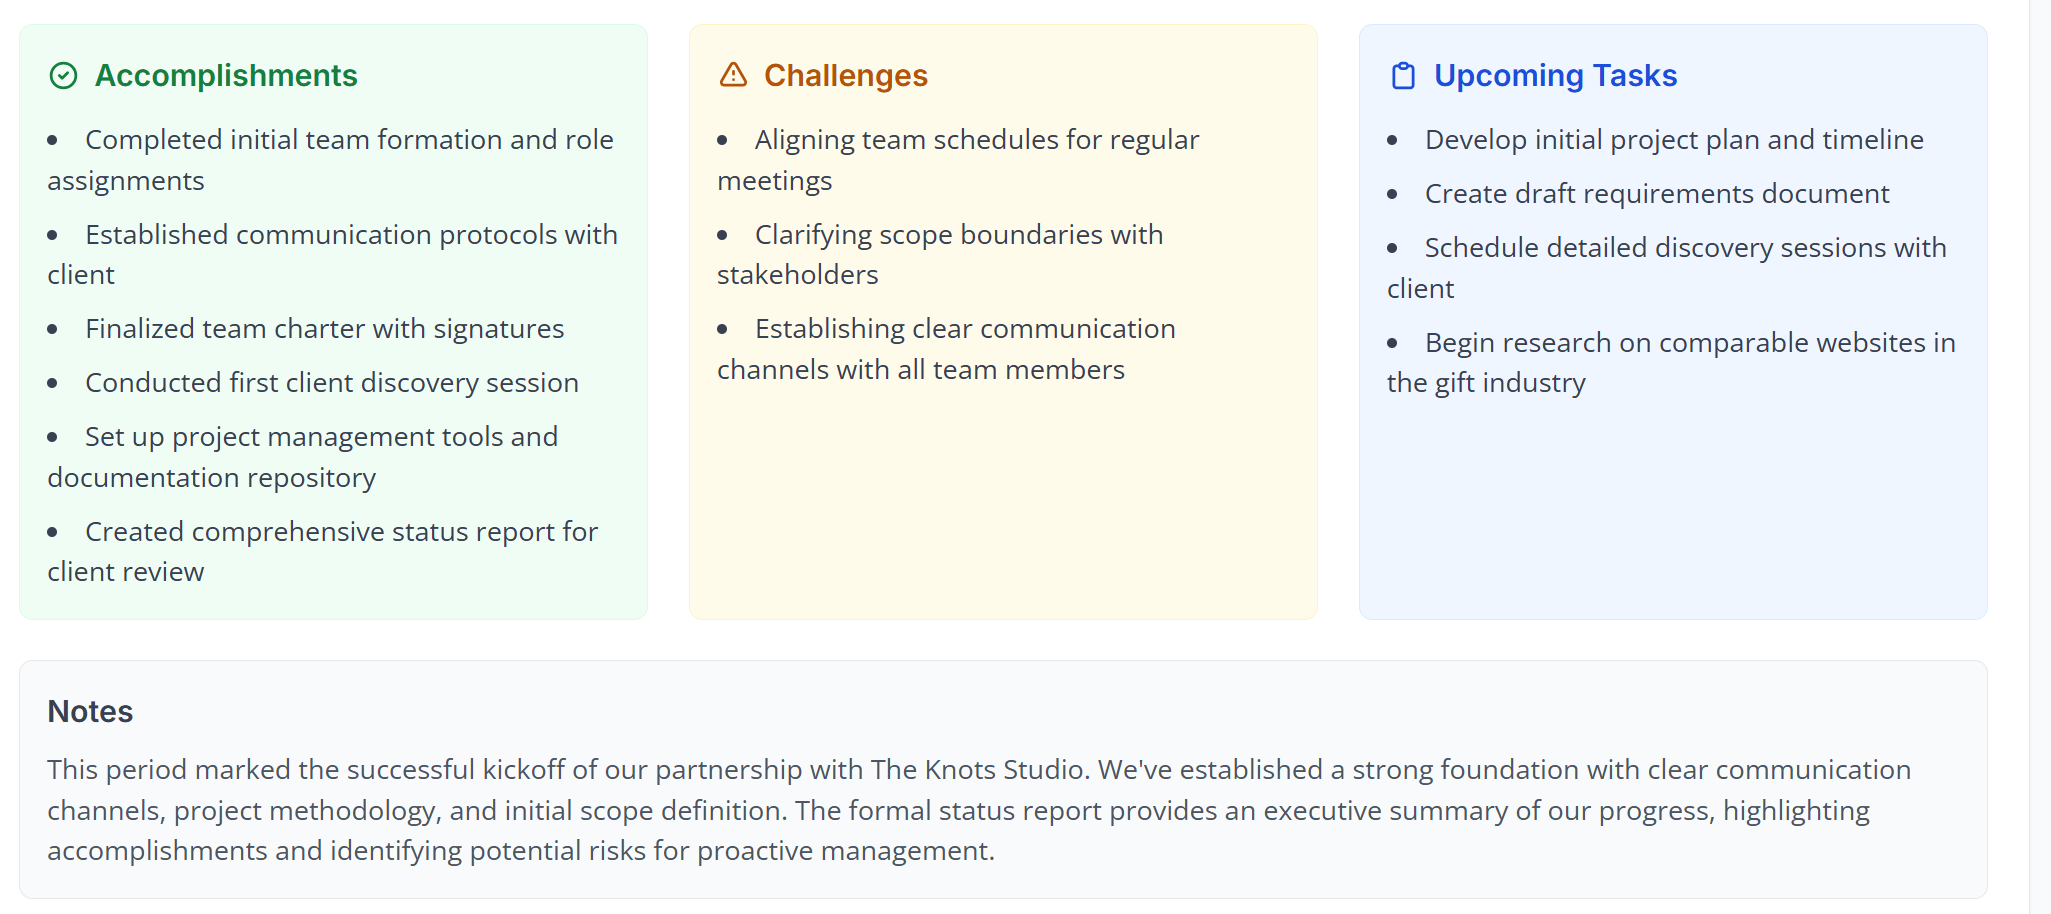 Accomplishments
• Completed initial team formation and role
assignments
• Established communication protocols with
client
• Finalized team charter with signatures
• Conducted first client discovery session
• Set up project management tools and
documentation repository
• Created comprehensive status report for
client review
Challenges
• Aligning team schedules for regular
meetings
• Clarifying scope boundaries with
stakeholders
• Establishing clear communication
channels with all team members
Upcoming Tasks
• Develop initial project plan and timeline
• Create draft requirements document
• Schedule detailed discovery sessions with
client
• Begin research on comparable websites in
the gift industry
Notes
This period marked the successful kickoff of our partnership with The Knots Studio. We've established a strong foundation with clear communication
channels, project methodology, and initial scope definition. The formal status report provides an executive summary of our progress, highlighting
accomplishments and identifying potential risks for proactive management.